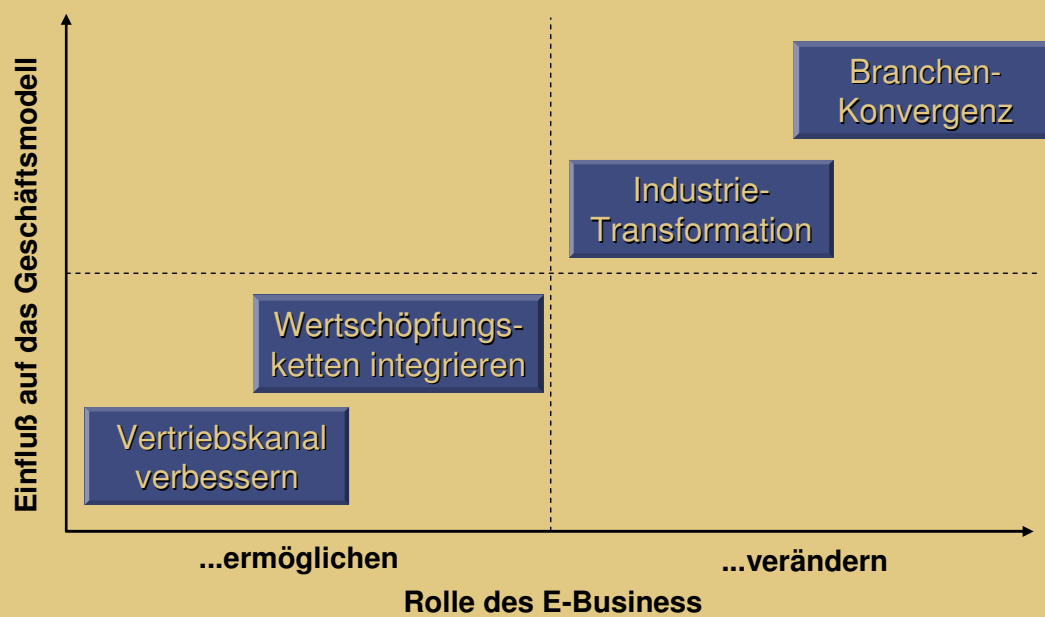 Einfluß auf das Geschäftsmodell
Branchen-
Konvergenz
Industrie-
Transformation
Wertschöpfungs-
ketten integrieren
Vertriebskanal
verbessern
...ermöglichen
...verändern
Rolle des E-Business